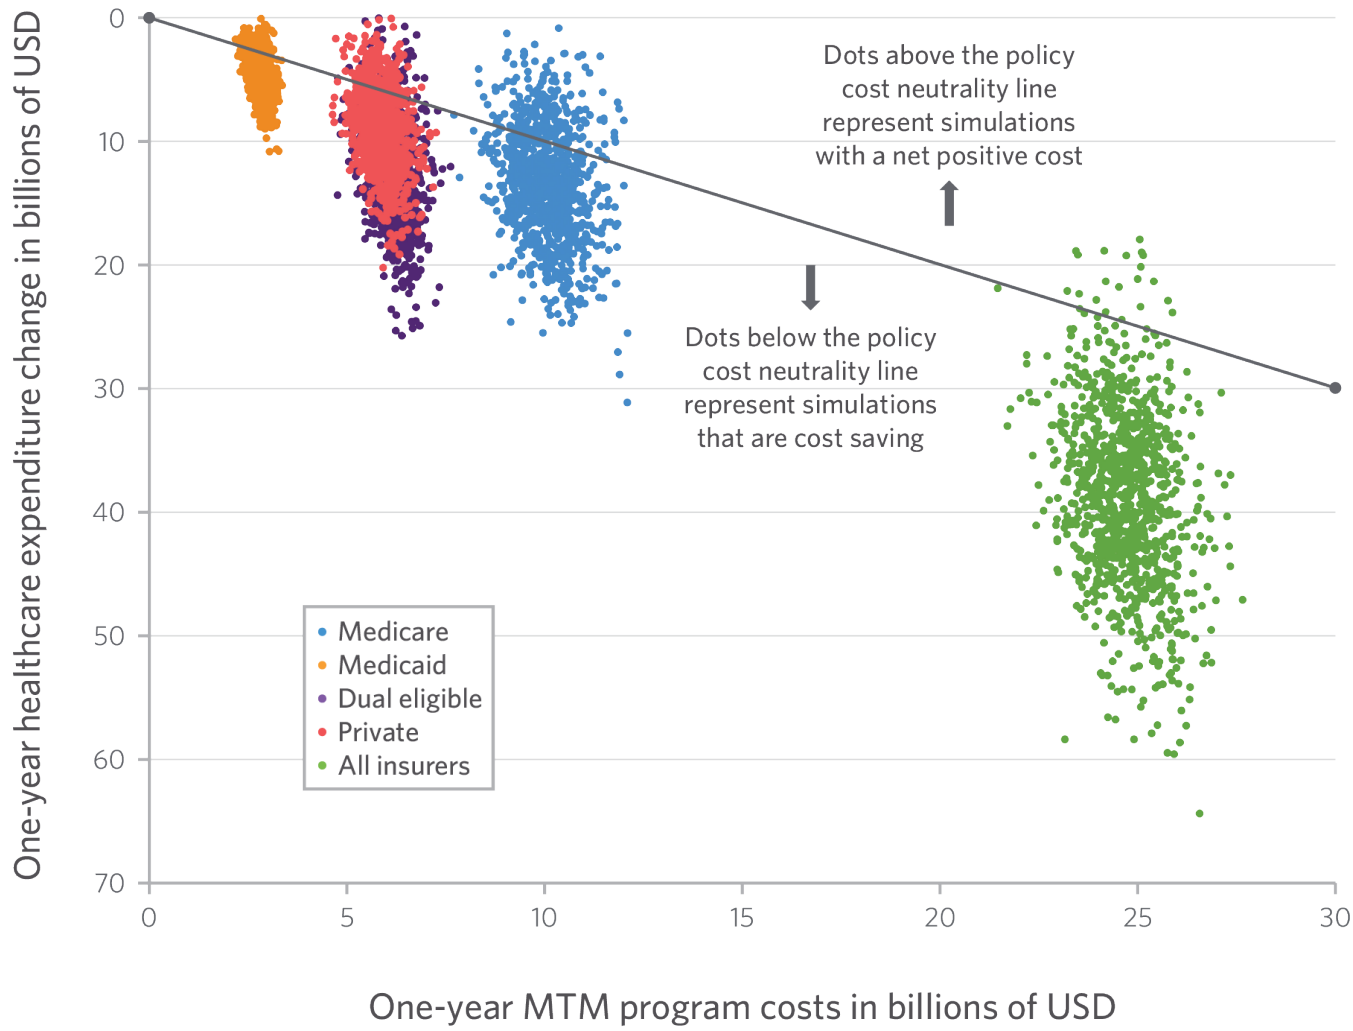 One-year healthcare expenditure change in billions of USD
0
10
20
30
40
50
60
70
Dots above the policy
cost neutrality line
represent simulations
with a net positive cost
Dots below the policy
cost neutrality line
represent simulations
that are cost saving
Medicare
Medicaid
Dual eligible
Private
All insurers
0
5
10
15
20
25
30
One-year MTM program costs in billions of USD